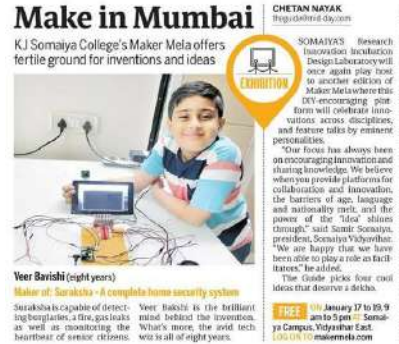 Make in Mumbai
KJ Somaiya College's Maker Mela offers
fertile ground for inventions and ideas
CHETAN NAYAK
theguide@mid-day.com
EXHIBITION
SOMAIYA'S Research
Innovation Incubation
Design Laboratory will
once again play host
to another edition of
Maker Mela where this
DIY-encouraging plat-
form will celebrate inno-
vations across disciplines,
and feature talks by eminent
personalities.
"Our focus has always been
on encouraging innovation and
sharing knowledge. We believe
when you provide platforms for
collaboration and innovation,
the barriers of age, language
and nationality melt, and the
power of the 'idea' shines
through," said Samir Somaiya,
president, Somaiya Vidyavihar.
"We are happy that we have
been able to play a role as facil-
itators," he added.
The Guide picks four cool
ideas that deserve a dekho.
Veer Bavishi (eight years)
Maker of: Suraksha - A complete home security system
Suraksha is capable of detect-
ing burglaries, a fire, gas leaks
as well as monitoring the
heartbeat of senior citizens.
Veer Bakshi is the brilliant
mind behind the invention.
What's more, the avid tech
wiz is all of eight years.
FREE
ON January 17 to 19, 9
am to 5 pm AT Somai-
ya Campus, Vidyavihar East.
LOG ON TO makermela.com